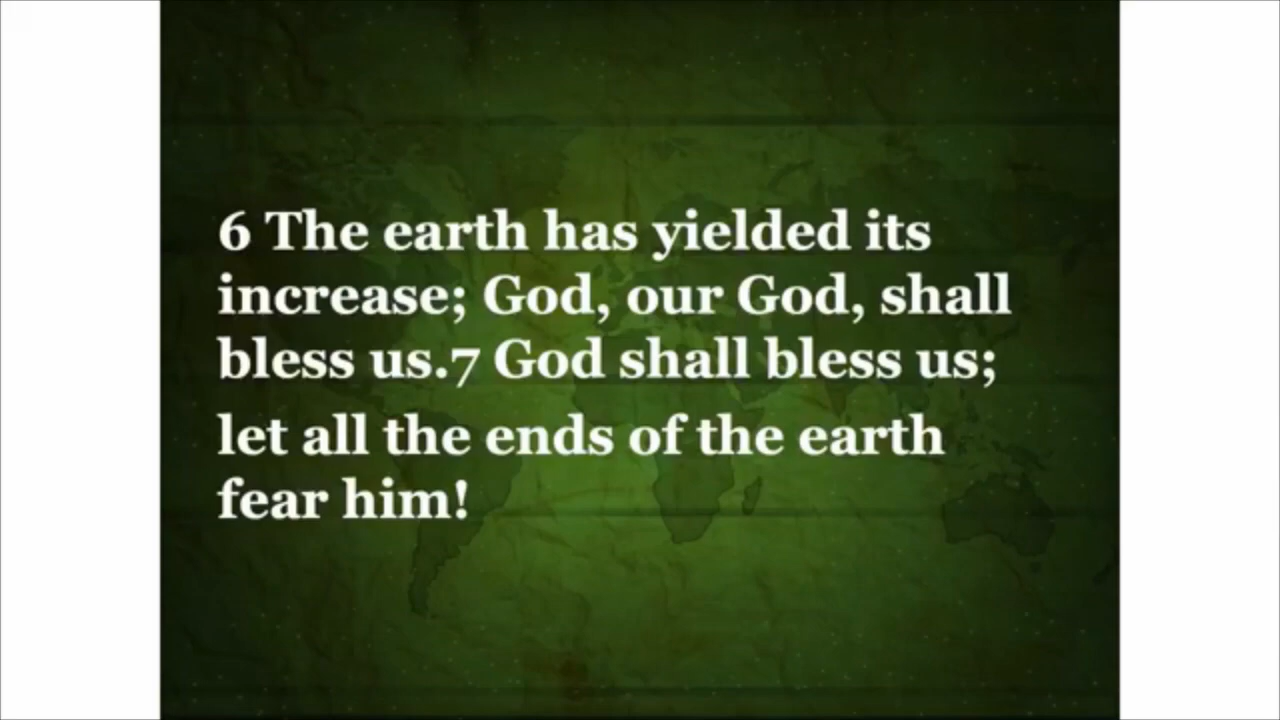 6 The earth has yielded its
increase; God, our God, shall
bless us.7 God shall bless us;
let all the ends of the earth
fear him!